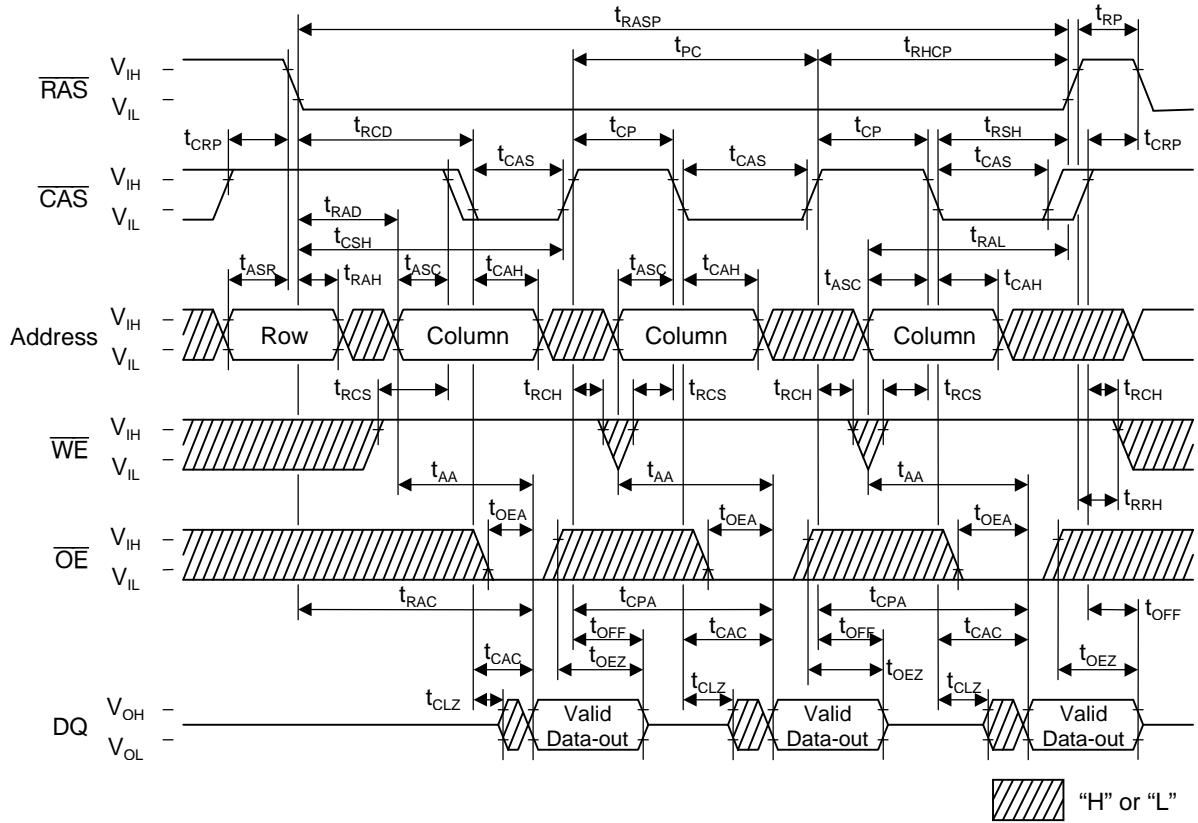 tRASP tRP
tPC tRHCP
RAS VIH
VIL
tCRP tRCD tCP tCP tRSH tCRP
tCAS tCAS tCAS
CAS VIH
VIL
tRAD
tCSH tRAL
tASR tRAH tASC tCAH tASC tCAH tASC tCAH
Address VIH
VIL
Row Column Column Column
tRCS tRCH tRCS tRCH tRCS tRCH
WE VIH
VIL
tAA tAA tAA tRRH
tOEA tOEA tOEA
OE VIH
VIL
tRAC tCPA tCPA tOFF
tCAC tOFF tCAC tOFF tCAC
tOEZ tOEZ tOEZ
tCLZ tCLZ tCLZ
DQ VOH
VOL
Valid Data-out
Valid Data-out
Valid Data-out
“H” or “L”